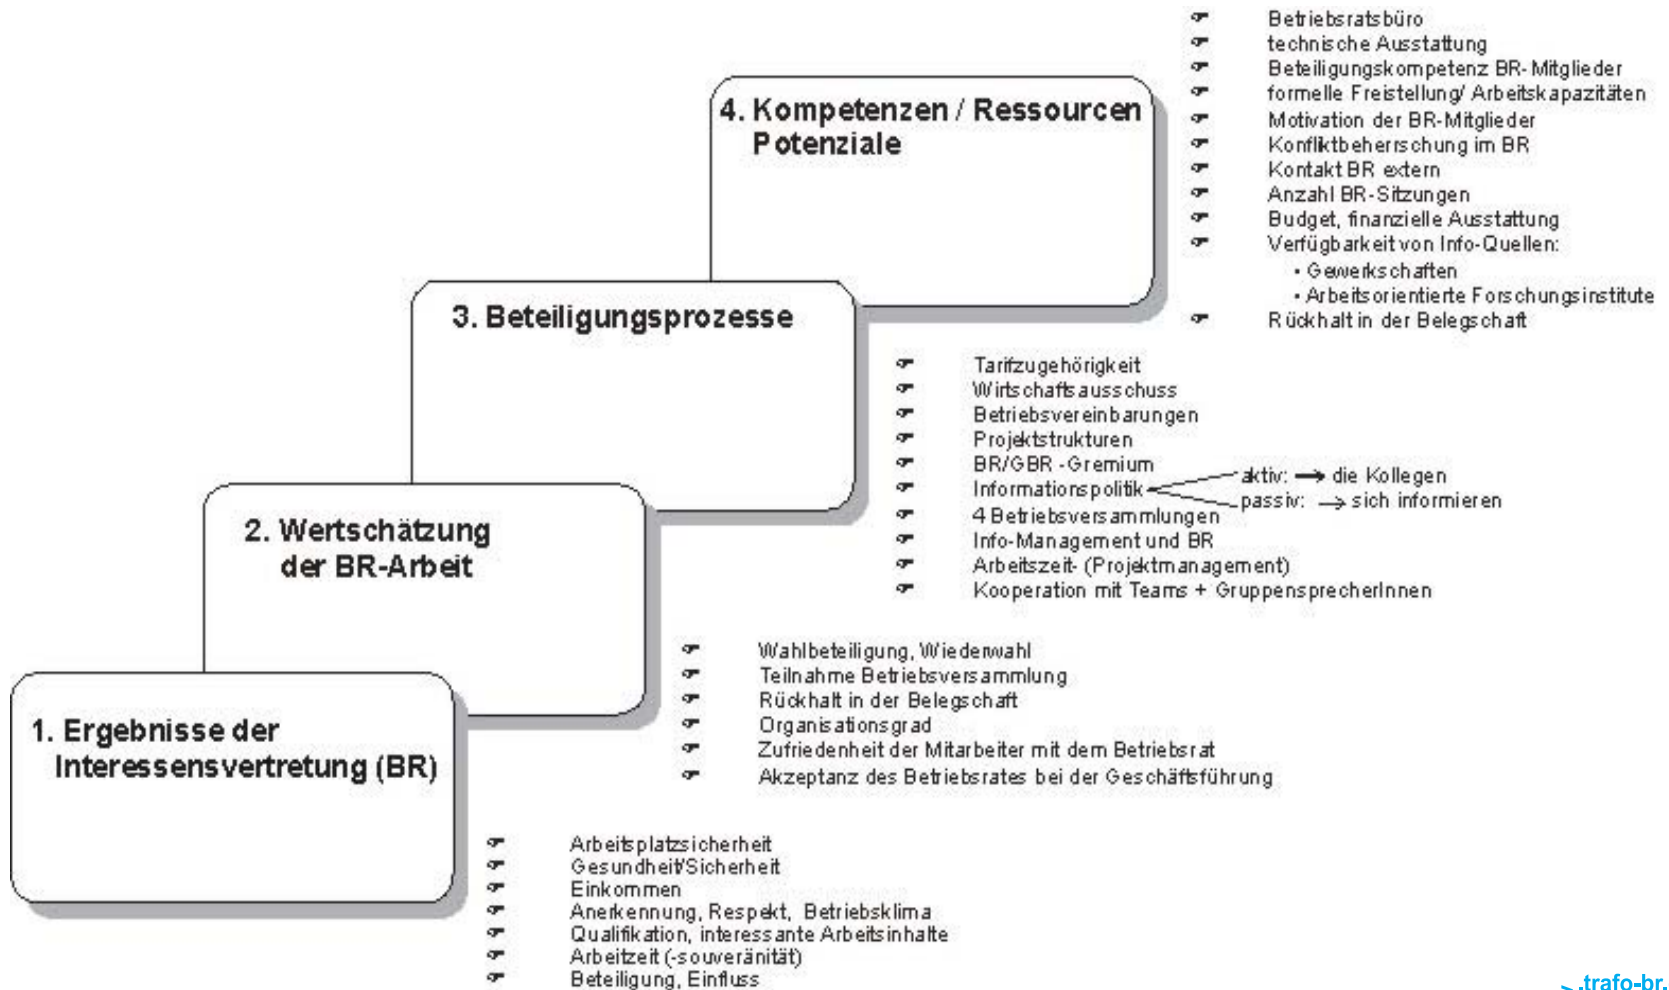 4. Kompetenzen / Ressourcen
Potenziale
Betriebsratsbüro
technische Ausstattung
Beteiligungskompetenz BR-Mitglieder
formelle Freistellung/ Arbeitskapazitäten
Motivation der BR-Mitglieder
Konfliktbeherrschung im BR
Kontakt BR extern
Anzahl BR-Sitzungen
Budget, finanzielle Ausstattung
Verfügbarkeit von Info-Quellen:
• Gewerkschaften
• Arbeitsorientierte Forschungsinstitute
Rückhalt in der Belegschaft
3. Beteiligungsprozesse
Tarifzugehörigkeit
Wirtschaftsausschuss
Betriebsvereinbarungen
Projektstrukturen
BR/GBR -Gremium
Informationspolitik
aktiv: → die Kollegen
passiv: → sich informieren
4 Betriebsversammlungen
Info-Management und BR
Arbeitszeit- (Projektmanagement)
Kooperation mit Teams + GruppensprecherInnen
2. Wertschätzung
der BR-Arbeit
Wahlbeteiligung, Wiederwahl
Teilnahme Betriebsversammlung
Rückhalt in der Belegschaft
Organisationsgrad
Zufriedenheit der Mitarbeiter mit dem Betriebsrat
Akzeptanz des Betriebsrates bei der Geschäftsführung
1. Ergebnisse der
Interessensvertretung (BR)
Arbeitsplatzsicherheit
Gesundheit/Sicherheit
Einkommen
Anerkennung, Respekt, Betriebsklima
Qualifikation, interessante Arbeitsinhalte
Arbeitzeit (-souveränität)
Beteiligung, Einfluss
.trafo-br.